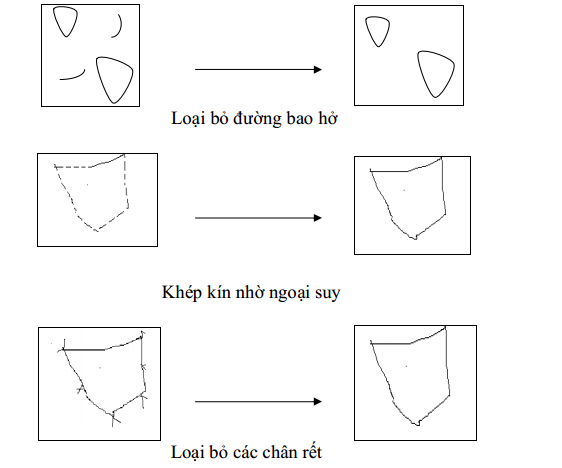 Loại bỏ đường bao hở
Khép kín nhờ ngoại suy
Loại bỏ các chân rết